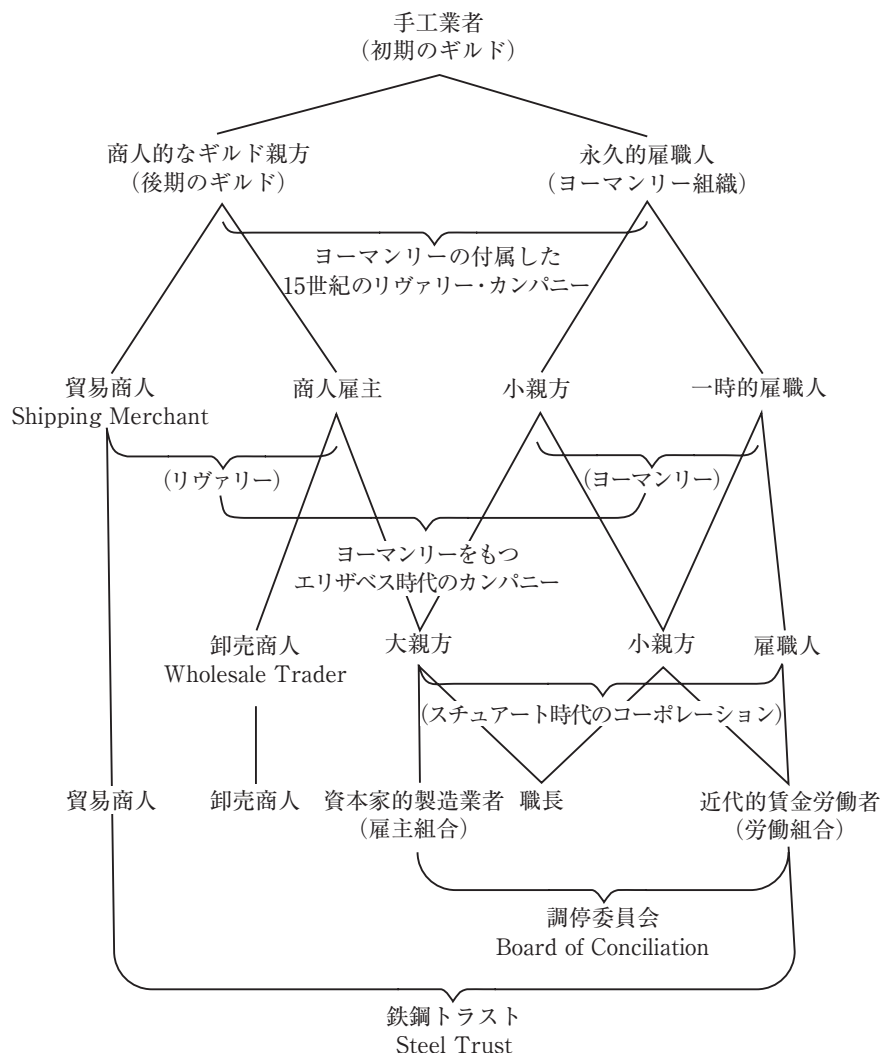 手工業者
(初期のギルド)
商人的なギルド親方
(後期のギルド)
永久的雇職人
(ヨーマンリー組織)
ヨーマンリーの付属した
15世紀のリヴァリー・カンパニー
貿易商人
Shipping Merchant
商人雇主
小親方
一時的雇職人
(リヴァリー)
(ヨーマンリー)
ヨーマンリーをもつ
エリザベス時代のカンパニー
卸売商人
Wholesale Trader
大親方
小親方
雇職人
(スチュアート時代のコーポレーション)
貿易商人
卸売商人
資本家的製造業者
(雇主組合)
職長
近代的賃金労働者
(労働組合)
調停委員会
Board of Conciliation
鉄鋼トラスト
Steel Trust